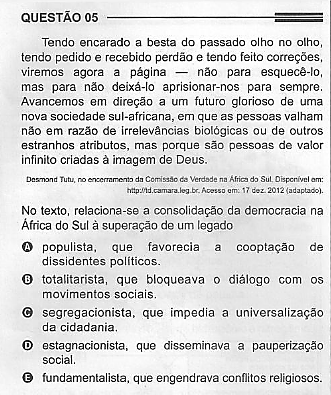 QUESTÃO 05
Tendo encarado a besta do passado olho no olho,
tendo pedido e recebido perdão e tendo feito correções,
viremos agora a página — não para esquecê-lo,
mas para não deixá-lo aprisionar-nos para sempre.
Avancemos em direção a um futuro glorioso de uma
nova sociedade sul-africana, em que as pessoas valham
não em razão de irrelevâncias biológicas ou de outros
estranhos atributos, mas porque são pessoas de valor
infinito criadas à imagem de Deus.
Desmond Tutu, no encerramento da Comissão da Verdade na África do Sul. Disponível em:
http://td.camara.leg.br. Acesso em: 17 dez. 2012 (adaptado).
No texto, relaciona-se a consolidação da democracia na
África do Sul à superação de um legado
A populista, que favorecia a cooptação de
dissidentes políticos.
B totalitarista, que bloqueava o diálogo com os
movimentos sociais.
C segregacionista, que impedia a universalização
da cidadania.
D estagnacionista, que disseminava a pauperização
social.
E fundamentalista, que engendrava conflitos religiosos.